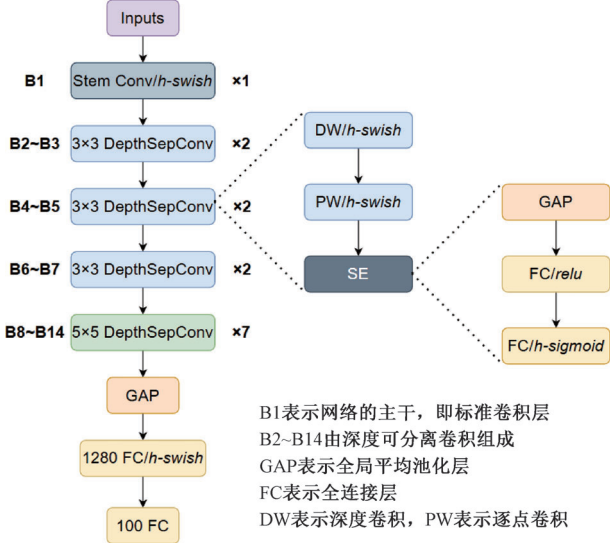 Inputs
B1 Stem Conv/h-swish ×1
B2~B3 3×3 DepthSepConv ×2
B4~B5 3×3 DepthSepConv ×2
B6~B7 3×3 DepthSepConv ×2
B8~B14 5×5 DepthSepConv ×7
GAP
1280 FC/h-swish
100 FC
DW/h-swish
PW/h-swish
SE
GAP
FC/relu
FC/h-sigmoid
B1表示网络的主干，即标准卷积层
B2~B14由深度可分离卷积组成
GAP表示全局平均池化层
FC表示全连接层
DW表示深度卷积，PW表示逐点卷积